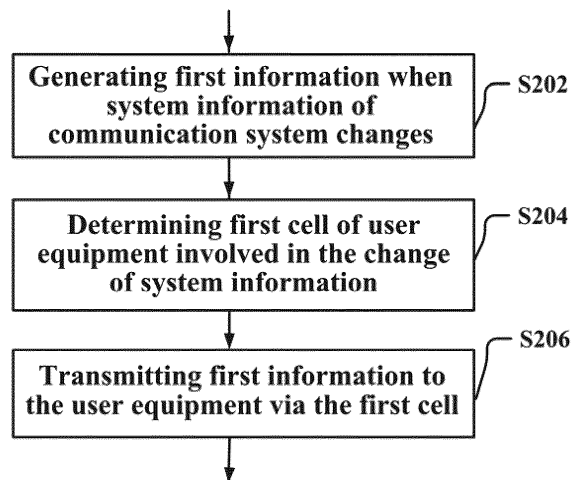 Generating first information when
system information of
communication system changes
S202
Determining first cell of user
equipment involved in the change
of system information
S204
Transmitting first information to
the user equipment via the first cell
S206